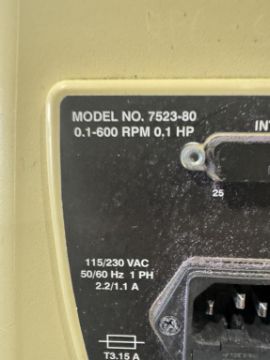 MODEL NO. 7523-80
0.1-600 RPM 0.1 HP
INT
25
115/230 VAC
50/60 Hz 1 PH
2.2/1.1 A
T3.15 A